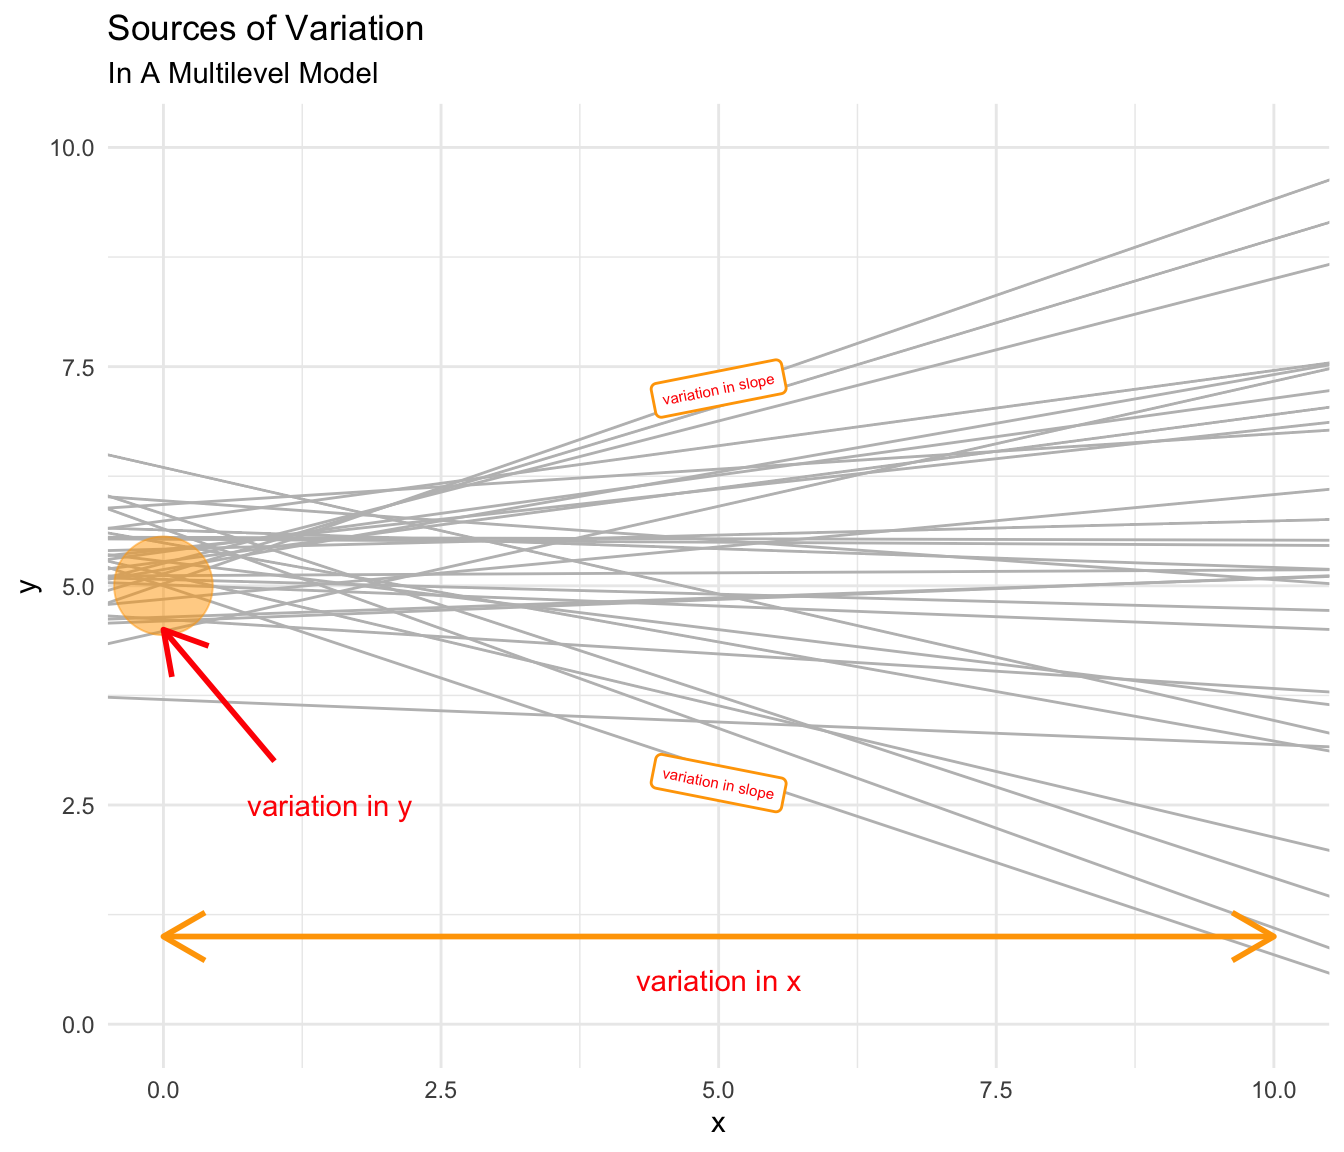 Sources of Variation
In A Multilevel Model
10.0
7.5
variation in slope
5.0
y
variation in slope
variation in y
2.5
variation in x
0.0
0.0 2.5 5.0 7.5 10.0
x